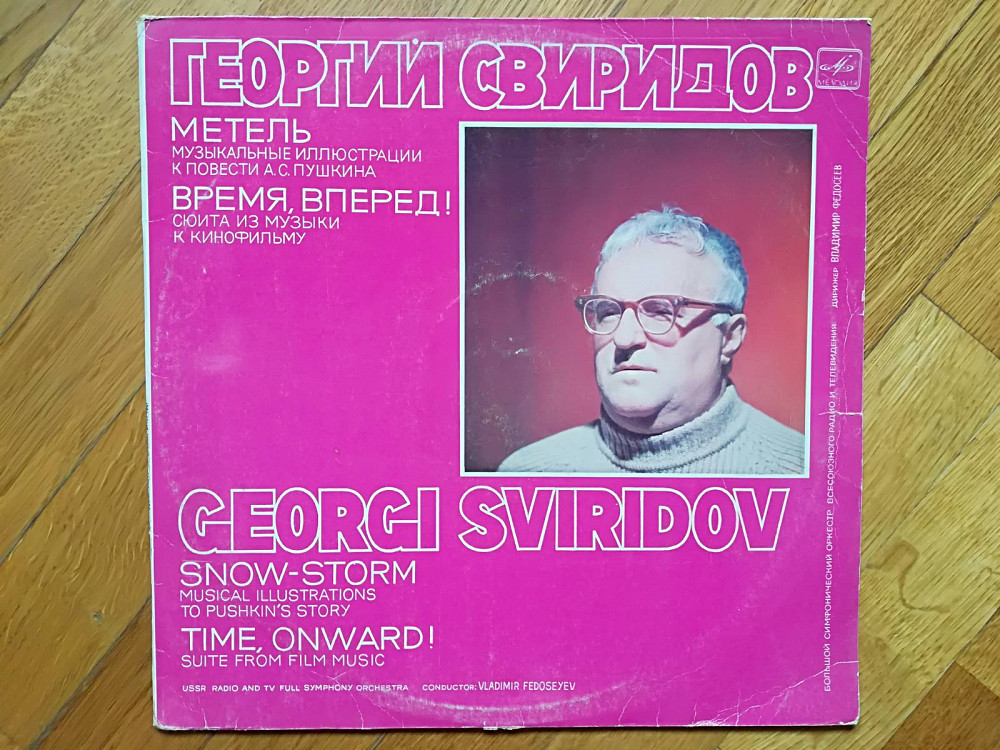 ГЕОРГИЙ СВИРИДОВ
МЕЛОДИЯ
МЕТЕЛЬ
МУЗЫКАЛЬНЫЕ ИЛЛЮСТРАЦИИ
К ПОВЕСТИ А.С. ПУШКИНА
ВРЕМЯ, ВПЕРЕД!
СЮИТА ИЗ МУЗЫКИ
К КИНОФИЛЬМУ
БОЛЬШОЙ СИМФОНИЧЕСКИЙ ОРКЕСТР ВСЕСОЮЗНОГО РАДИО И ТЕЛЕВИДЕНИЯ ДИРИЖЕР ВЛАДИМИР ФЕДОСЕЕВ
GEORGI SVIRIDOV
SNOW-STORM
MUSICAL ILLUSTRATIONS
TO PUSHKIN'S STORY
TIME, ONWARD!
SUITE FROM FILM MUSIC
USSR RADIO AND TV FULL SYMPHONY ORCHESTRA CONDUCTOR: VLADIMIR FEDOSEYEV